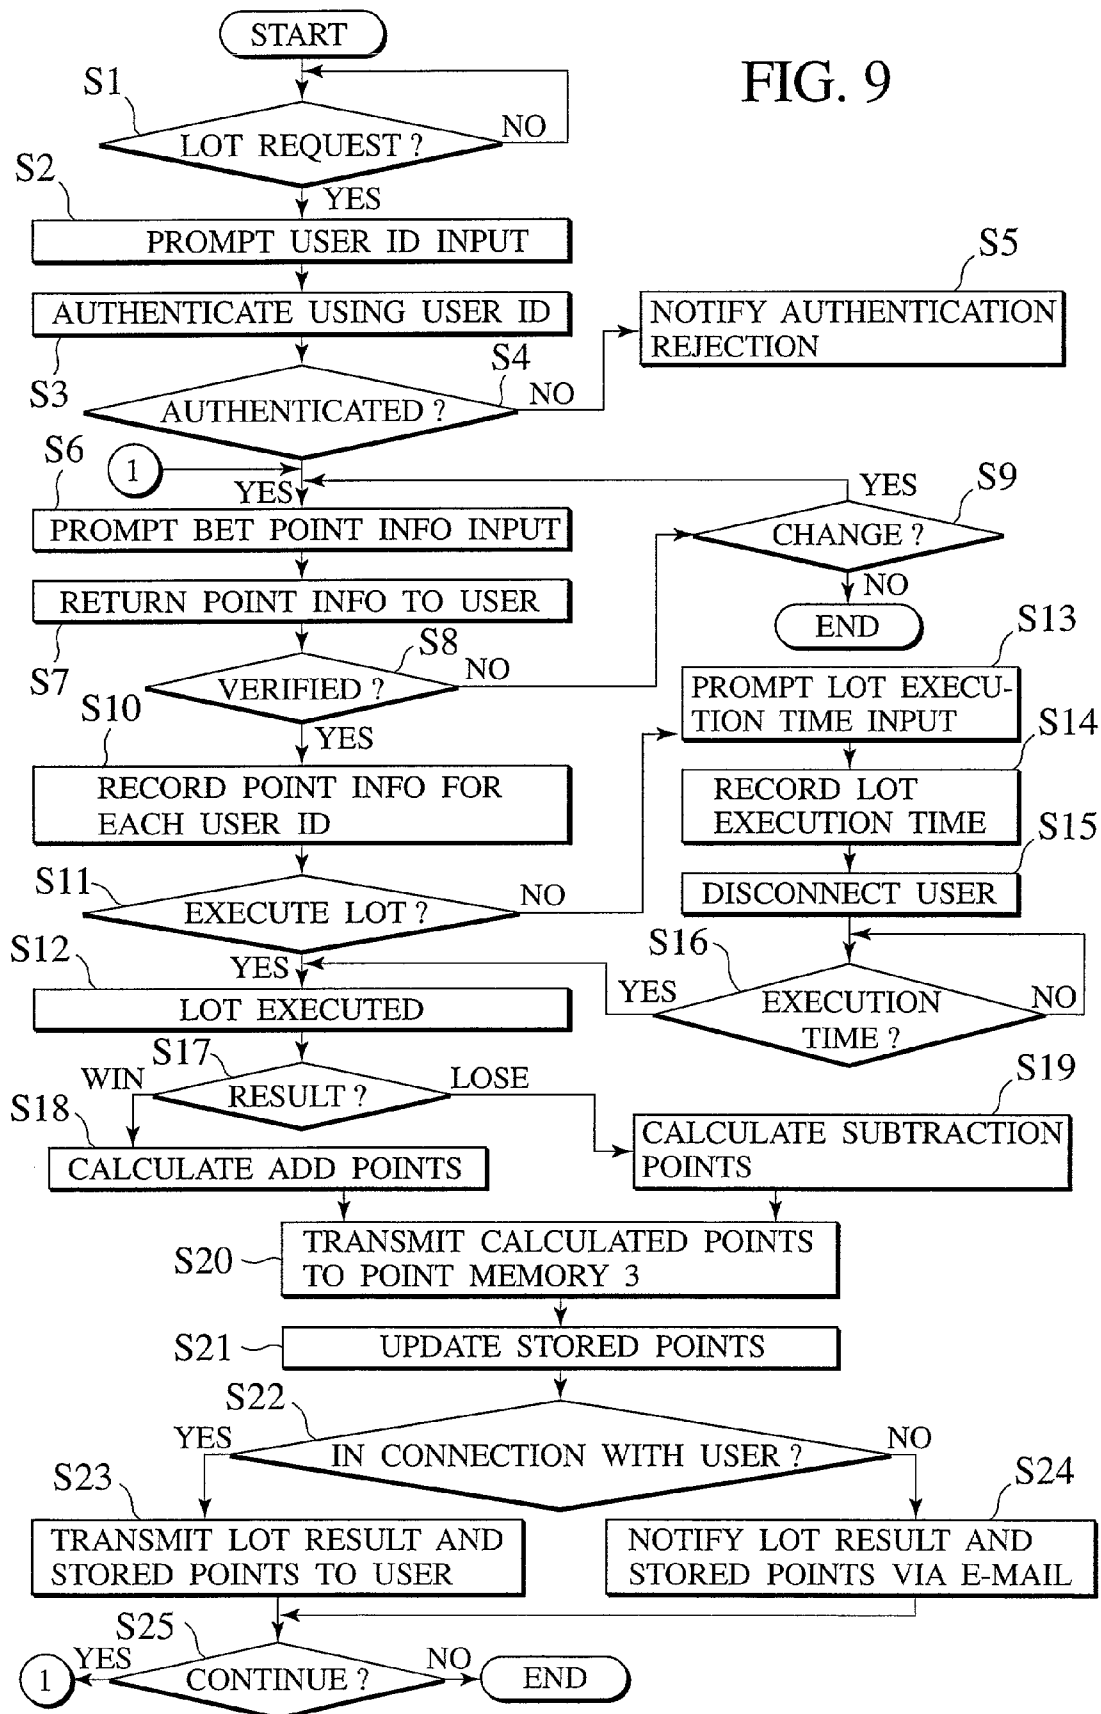 START
FIG. 9
S1
LOT REQUEST ?
NO
YES
S2
PROMPT USER ID INPUT
AUTHENTICATE USING USER ID
S3
S4
AUTHENTICATED ?
NO
S5
NOTIFY AUTHENTICATION
REJECTION
1
YES
S6
PROMPT BET POINT INFO INPUT
RETURN POINT INFO TO USER
S7
S8
VERIFIED ?
NO
YES
S9
CHANGE ?
YES
NO
END
S10
RECORD POINT INFO FOR
EACH USER ID
S11
EXECUTE LOT ?
NO
YES
S13
PROMPT LOT EXECU-
TION TIME INPUT
S14
RECORD LOT
EXECUTION TIME
S15
DISCONNECT USER
S16
EXECUTION
TIME ?
YES
NO
S12
LOT EXECUTED
S17
RESULT ?
WIN
LOSE
S18
CALCULATE ADD POINTS
S19
CALCULATE SUBTRACTION
POINTS
S20
TRANSMIT CALCULATED POINTS
TO POINT MEMORY 3
S21
UPDATE STORED POINTS
S22
IN CONNECTION WITH USER ?
YES
NO
S23
TRANSMIT LOT RESULT AND
STORED POINTS TO USER
S24
NOTIFY LOT RESULT AND
STORED POINTS VIA E-MAIL
S25
CONTINUE ?
YES
1
NO
END